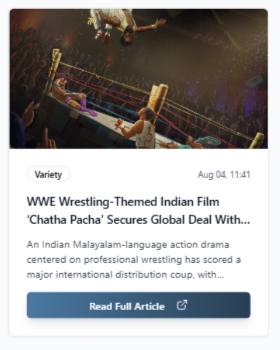 Variety
Aug 04, 11:41
WWE Wrestling-Themed Indian Film
‘Chatha Pacha’ Secures Global Deal With...
An Indian Malayalam-language action drama
centered on professional wrestling has scored a
major international distribution coup, with...
Read Full Article